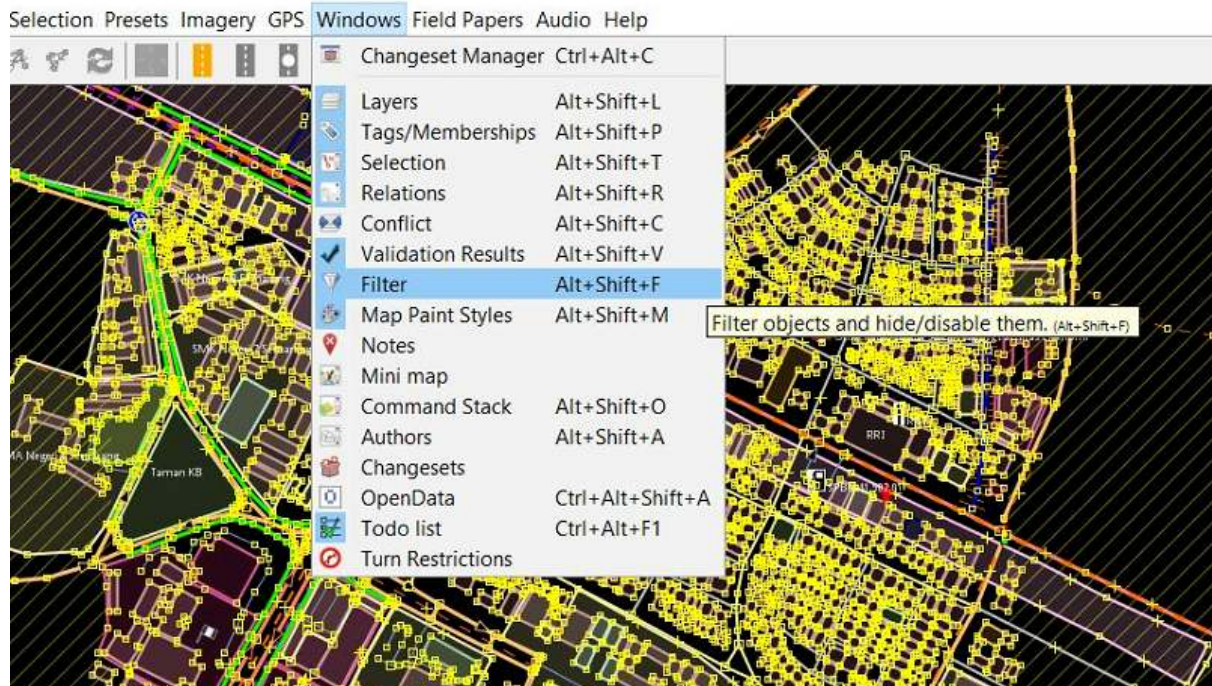 Selection Presets Imagery GPS Windows Field Papers Audio Help
Changeset Manager Ctrl+Alt+C
Layers Alt+Shift+L
Tags/Memberships Alt+Shift+P
Selection Alt+Shift+T
Relations Alt+Shift+R
Conflict Alt+Shift+C
Validation Results Alt+Shift+V
Filter Alt+Shift+F
Filter objects and hide/disable them. (Alt+Shift+F)
Map Paint Styles Alt+Shift+M
Notes
Mini map
Command Stack Alt+Shift+O
Authors Alt+Shift+A
Changesets
OpenData Ctrl+Alt+Shift+A
Todo list Ctrl+Alt+F1
Turn Restrictions
RRI
Taman KB